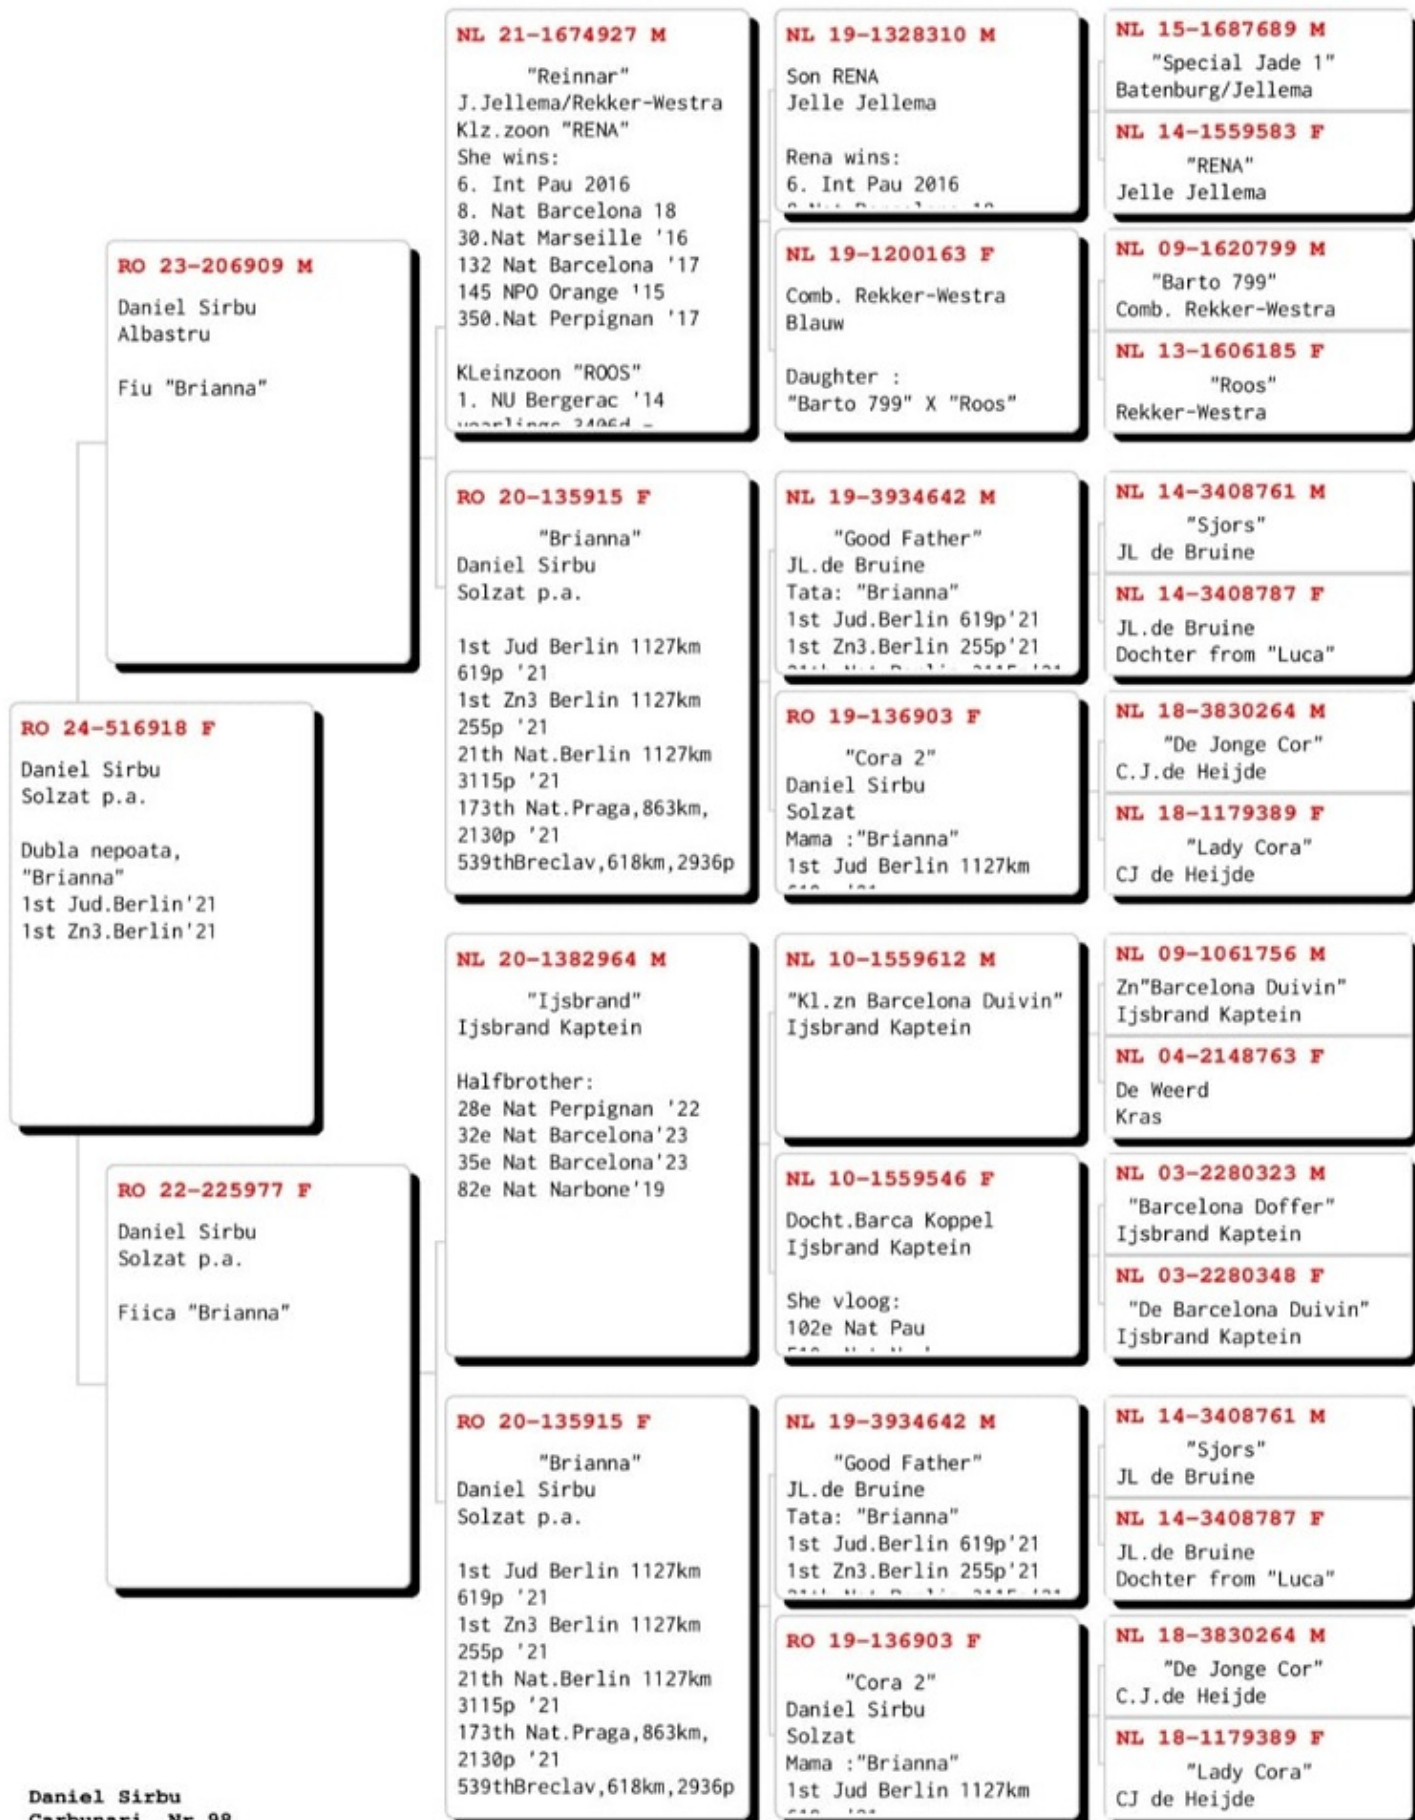 RO 24-516918 F
Daniel Sirbu
Solzat p.a.
Dubla nepoata,
"Brianna"
1st Jud.Berlin'21
1st Zn3.Berlin'21
RO 23-206909 M
Daniel Sirbu
Albastru
Fiu "Brianna"
RO 22-225977 F
Daniel Sirbu
Solzat p.a.
Fiica "Brianna"
NL 21-1674927 M
"Reinnar"
J.Jellema/Rekker-Westra
Klz.zoon "RENA"
She wins:
6. Int Pau 2016
8. Nat Barcelona 18
30.Nat Marseille '16
132 Nat Barcelona '17
145 NPO Orange '15
350.Nat Perpignan '17
KLeinzoon "ROOS"
1. NU Bergerac '14
RO 20-135915 F
"Brianna"
Daniel Sirbu
Solzat p.a.
1st Jud Berlin 1127km
619p '21
1st Zn3 Berlin 1127km
255p '21
21th Nat.Berlin 1127km
3115p '21
173th Nat.Praga,863km,
2130p '21
539thBreclav,618km,2936p
NL 20-1382964 M
"Ijsbrand"
Ijsbrand Kaptein
Halfbrother:
28e Nat Perpignan '22
32e Nat Barcelona'23
35e Nat Barcelona'23
82e Nat Narbone'19
RO 20-135915 F
"Brianna"
Daniel Sirbu
Solzat p.a.
1st Jud Berlin 1127km
619p '21
1st Zn3 Berlin 1127km
255p '21
21th Nat.Berlin 1127km
3115p '21
173th Nat.Praga,863km,
2130p '21
539thBreclav,618km,2936p
NL 19-1328310 M
Son RENA
Jelle Jellema
Rena wins:
6. Int Pau 2016
NL 19-1200163 F
Comb. Rekker-Westra
Blauw
Daughter :
"Barto 799" X "Roos"
NL 19-3934642 M
"Good Father"
JL.de Bruine
Tata: "Brianna"
1st Jud.Berlin 619p'21
1st Zn3.Berlin 255p'21
RO 19-136903 F
"Cora 2"
Daniel Sirbu
Solzat
Mama :"Brianna"
1st Jud Berlin 1127km
NL 10-1559612 M
"Kl.zn Barcelona Duivin"
Ijsbrand Kaptein
NL 10-1559546 F
Docht.Barca Koppel
Ijsbrand Kaptein
She vloog:
102e Nat Pau
NL 19-3934642 M
"Good Father"
JL.de Bruine
Tata: "Brianna"
1st Jud.Berlin 619p'21
1st Zn3.Berlin 255p'21
RO 19-136903 F
"Cora 2"
Daniel Sirbu
Solzat
Mama :"Brianna"
1st Jud Berlin 1127km
NL 15-1687689 M
"Special Jade 1"
Batenburg/Jellema
NL 14-1559583 F
"RENA"
Jelle Jellema
NL 09-1620799 M
"Barto 799"
Comb. Rekker-Westra
NL 13-1606185 F
"Roos"
Rekker-Westra
NL 14-3408761 M
"Sjors"
JL de Bruine
NL 14-3408787 F
JL.de Bruine
Dochter from "Luca"
NL 18-3830264 M
"De Jonge Cor"
C.J.de Heijde
NL 18-1179389 F
"Lady Cora"
CJ de Heijde
NL 09-1061756 M
Zn"Barcelona Duivin"
Ijsbrand Kaptein
NL 04-2148763 F
De Weerd
Kras
NL 03-2280323 M
"Barcelona Doffer"
Ijsbrand Kaptein
NL 03-2280348 F
"De Barcelona Duivin"
Ijsbrand Kaptein
NL 14-3408761 M
"Sjors"
JL de Bruine
NL 14-3408787 F
JL.de Bruine
Dochter from "Luca"
NL 18-3830264 M
"De Jonge Cor"
C.J.de Heijde
NL 18-1179389 F
"Lady Cora"
CJ de Heijde
Daniel Sirbu